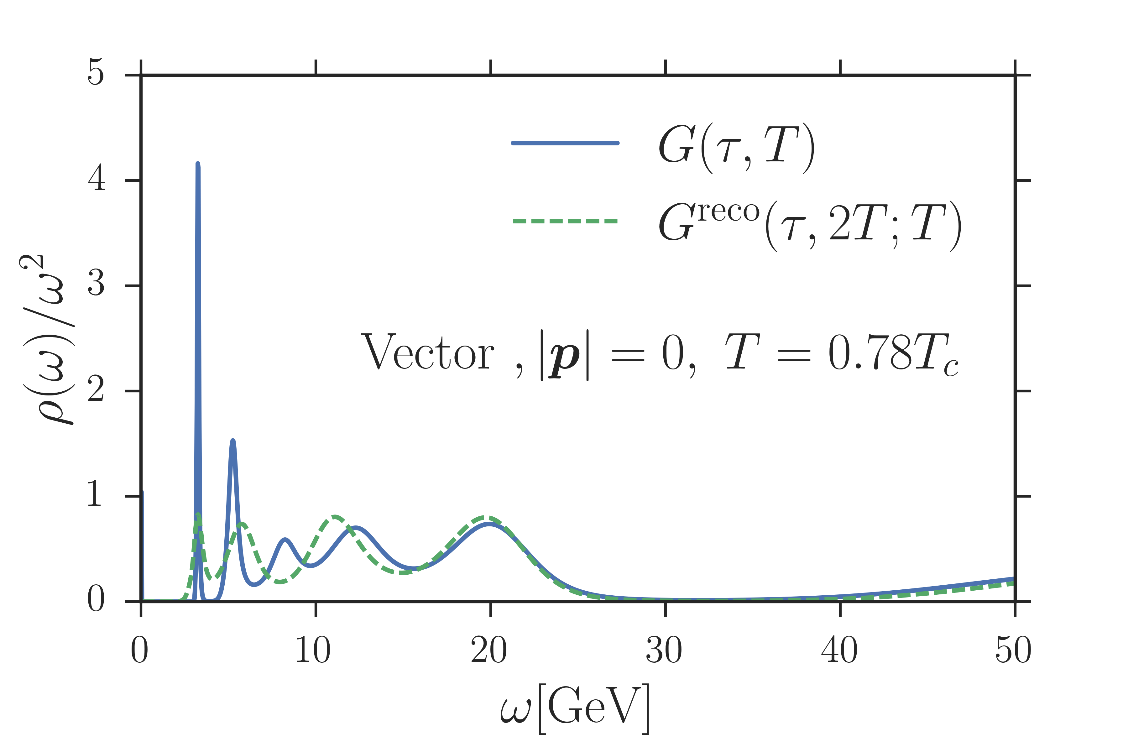 5
4
3
2
1
0
ρ(ω)/ω²
G(τ, T)
G^reco(τ, 2T; T)
Vector , |p| = 0, T = 0.78T_c
0 10 20 30 40 50
ω[GeV]